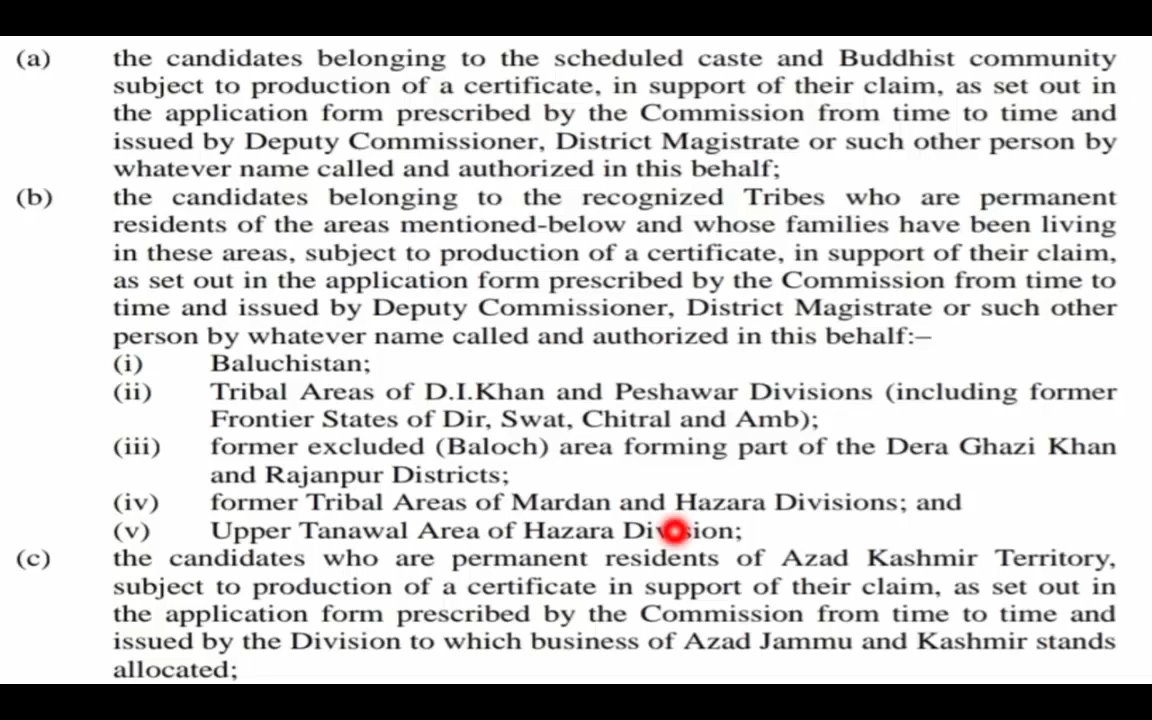 (a) the candidates belonging to the scheduled caste and Buddhist community
subject to production of a certificate, in support of their claim, as set out in
the application form prescribed by the Commission from time to time and
issued by Deputy Commissioner, District Magistrate or such other person by
whatever name called and authorized in this behalf;
(b) the candidates belonging to the recognized Tribes who are permanent
residents of the areas mentioned-below and whose families have been living
in these areas, subject to production of a certificate, in support of their claim,
as set out in the application form prescribed by the Commission from time to
time and issued by Deputy Commissioner, District Magistrate or such other
person by whatever name called and authorized in this behalf:–
(i) Baluchistan;
(ii) Tribal Areas of D.I.Khan and Peshawar Divisions (including former
Frontier States of Dir, Swat, Chitral and Amb);
(iii) former excluded (Baloch) area forming part of the Dera Ghazi Khan
and Rajanpur Districts;
(iv) former Tribal Areas of Mardan and Hazara Divisions; and
(v) Upper Tanawal Area of Hazara Division;
(c) the candidates who are permanent residents of Azad Kashmir Territory,
subject to production of a certificate in support of their claim, as set out in
the application form prescribed by the Commission from time to time and
issued by the Division to which business of Azad Jammu and Kashmir stands
allocated;